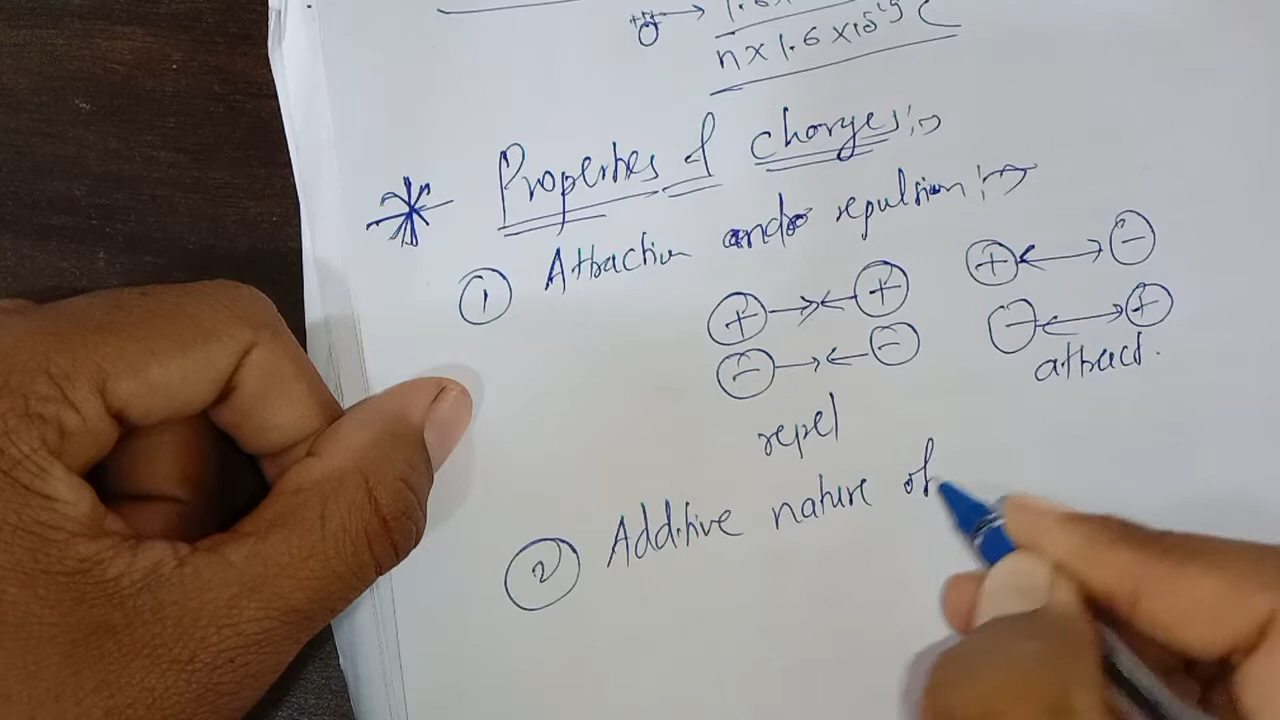 n x 1.6 x 10⁻¹⁹ C
Properties of charges:→
① Attraction and repulsion:→
+ → ← + + ↔ -
- → ← - - ↔ +
attract.
repel
② Additive nature of